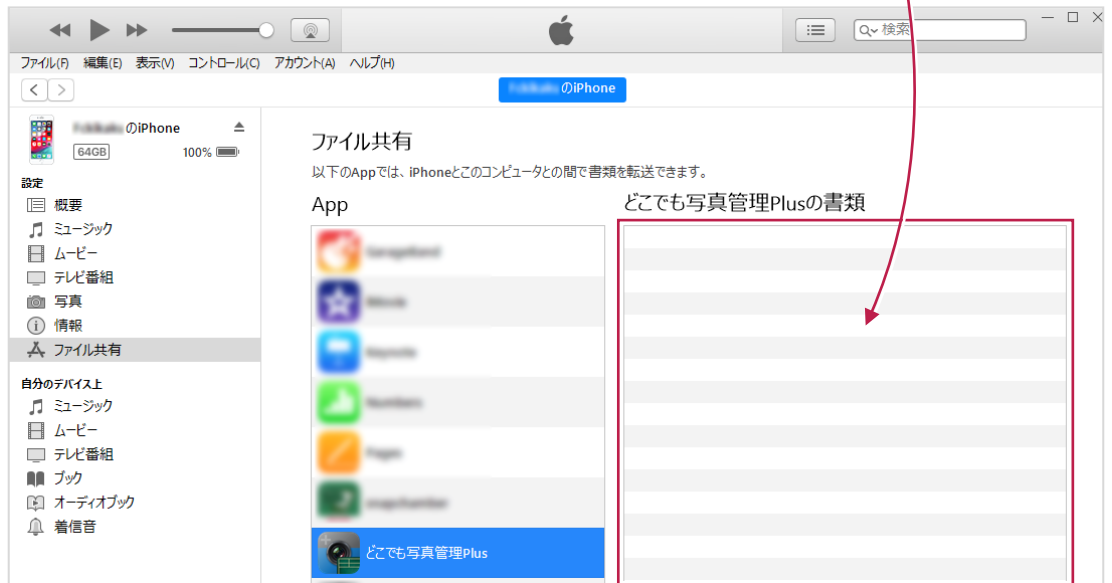 検索
ファイル(F) 編集(E) 表示(V) コントロール(C) アカウント(A) ヘルプ(H)
のiPhone
のiPhone
64GB 100%
設定
概要
ミュージック
ムービー
テレビ番組
写真
情報
ファイル共有
自分のデバイス上
ミュージック
ムービー
テレビ番組
ブック
オーディオブック
着信音
ファイル共有
以下のAppでは、iPhoneとこのコンピュータとの間で書類を転送できます。
App
GarageBand
iMovie
Keynote
Numbers
Pages
どこでも写真管理Plus
どこでも写真管理Plusの書類